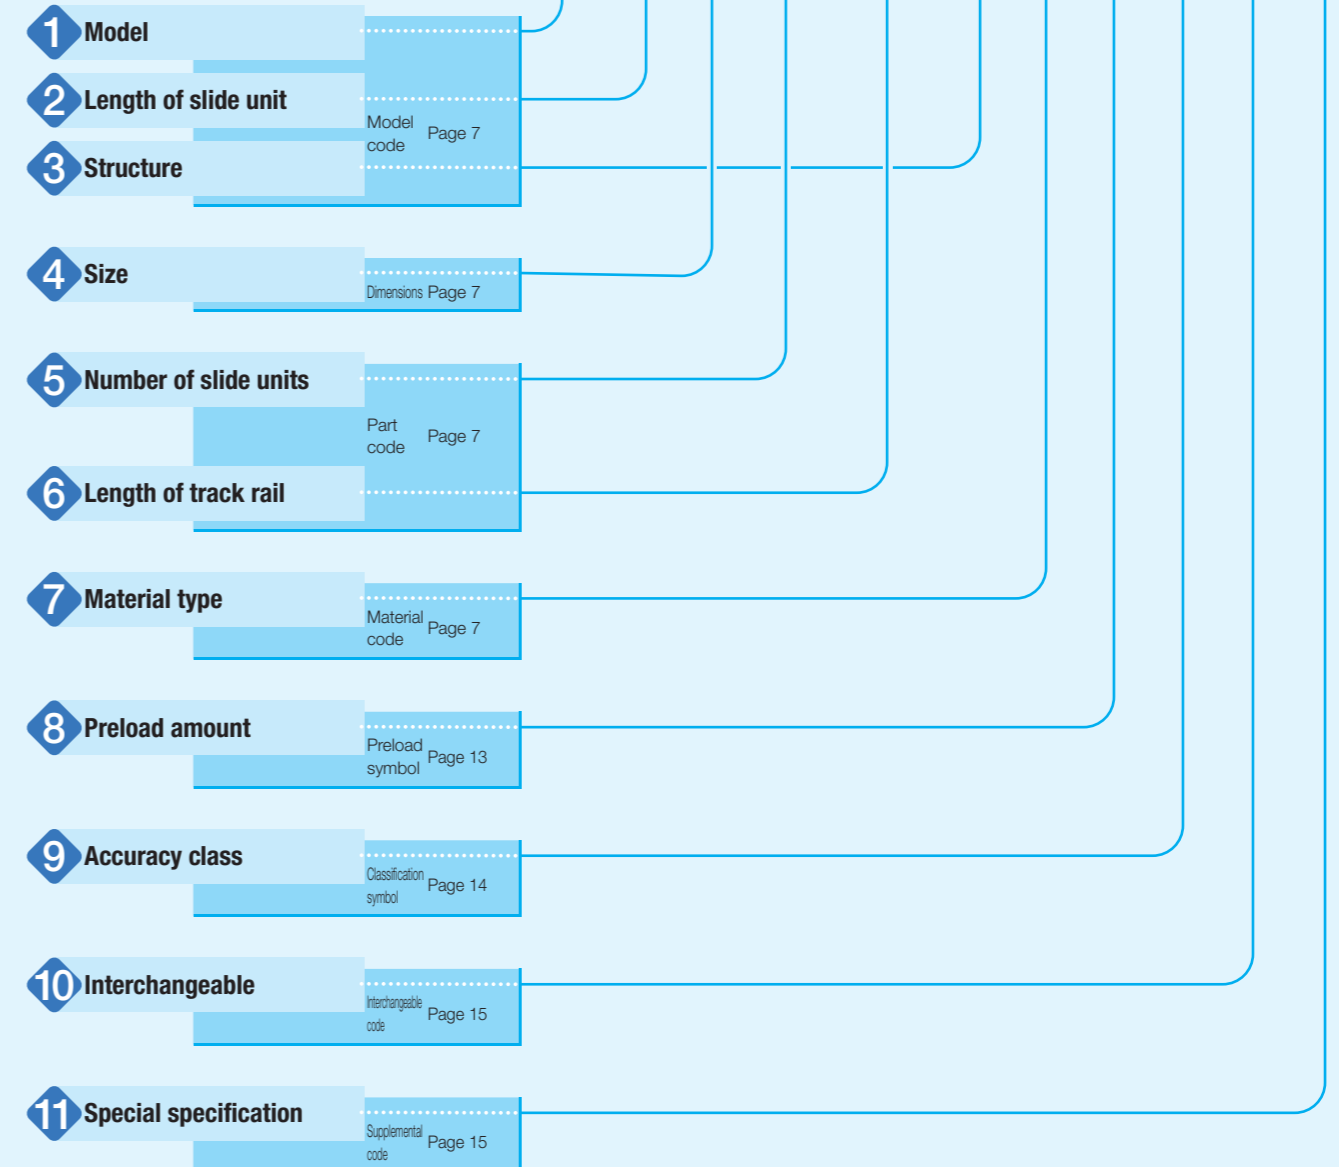 1 Model
2 Length of slide unit
Model
code
Page 7
3 Structure
4 Size
Dimensions Page 7
5 Number of slide units
Part
code
Page 7
6 Length of track rail
7 Material type
Material
code
Page 7
8 Preload amount
Preload
symbol
Page 13
9 Accuracy class
Classification
symbol
Page 14
10 Interchangeable
Interchangeable
code
Page 15
11 Special specification
Supplemental
code
Page 15